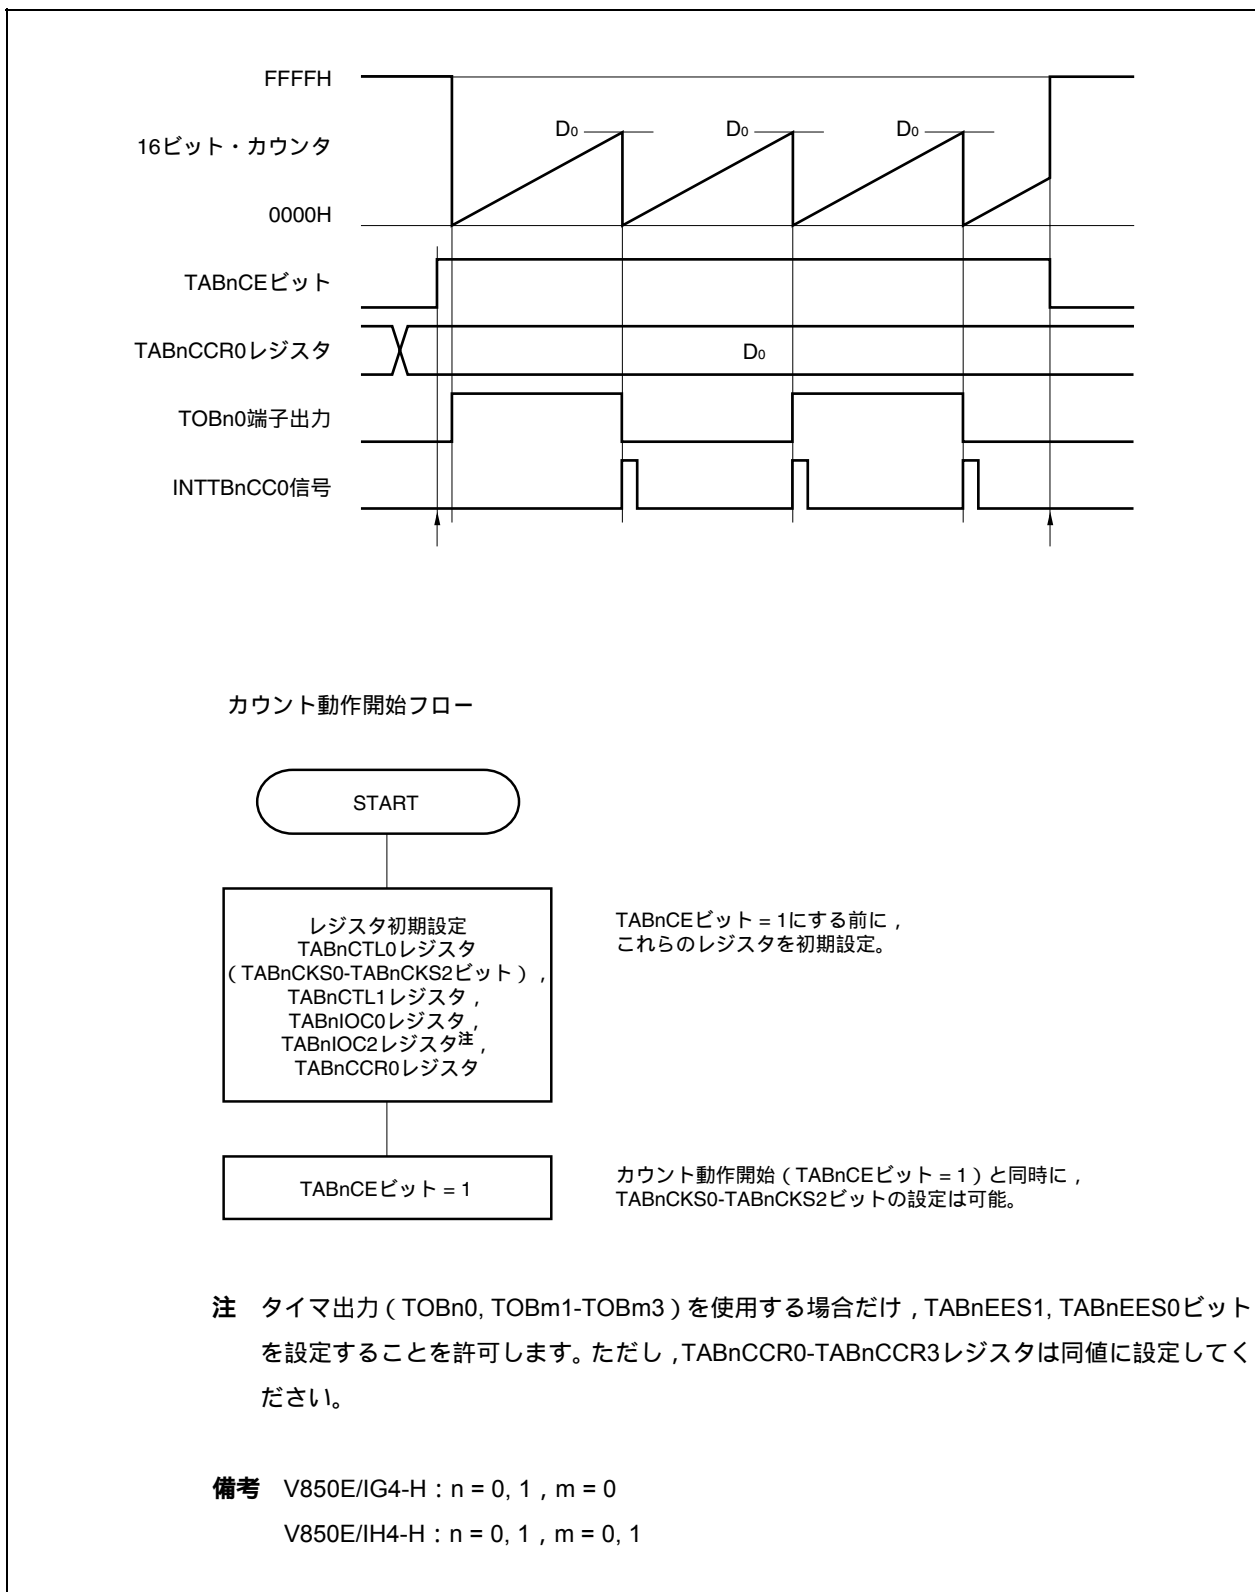 FFFFH
16ビット・カウンタ
D0 D0 D0
0000H
TABnCEビット
TABnCCR0レジスタ
D0
TOBn0端子出力
INTTBnCC0信号
カウント動作開始フロー
START
レジスタ初期設定
TABnCTL0レジスタ
（TABnCKS0-TABnCKS2ビット），
TABnCTL1レジスタ，
TABnIOC0レジスタ，
TABnIOC2レジスタ注，
TABnCCR0レジスタ
TABnCEビット = 1にする前に，
これらのレジスタを初期設定。
TABnCEビット = 1
カウント動作開始（TABnCEビット = 1）と同時に，
TABnCKS0-TABnCKS2ビットの設定は可能。
注 タイマ出力（TOBn0, TOBm1-TOBm3）を使用する場合だけ，TABnEES1, TABnEES0ビット
を設定することを許可します。ただし，TABnCCR0-TABnCCR3レジスタは同値に設定してく
ださい。
備考 V850E/IG4-H：n = 0, 1，m = 0
V850E/IH4-H：n = 0, 1，m = 0, 1